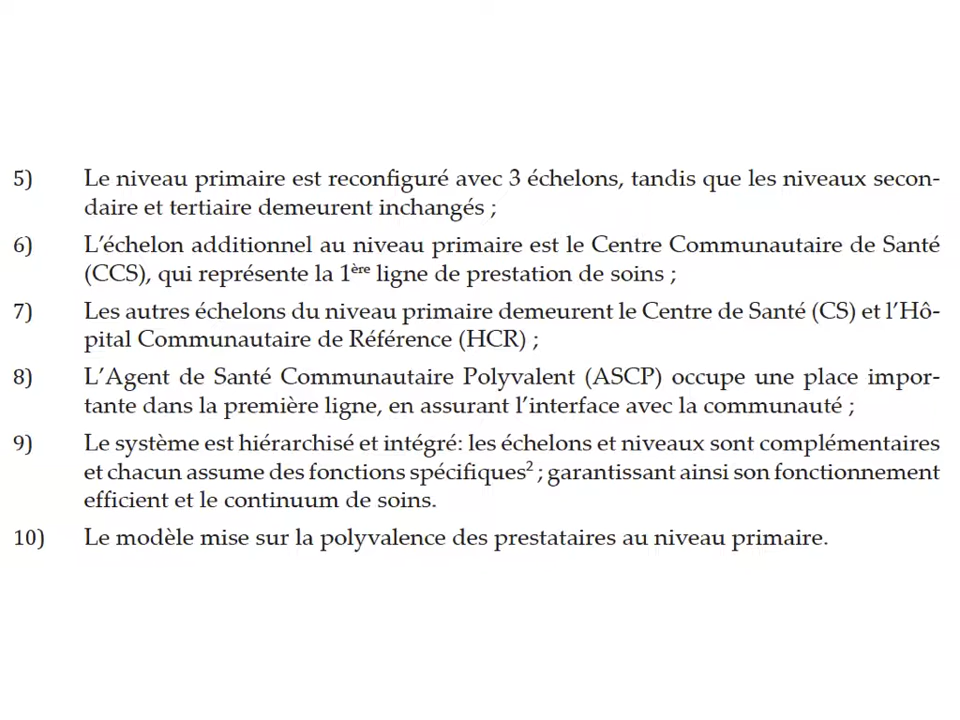 5) Le niveau primaire est reconfiguré avec 3 échelons, tandis que les niveaux secon-
daire et tertiaire demeurent inchangés ;
6) L’échelon additionnel au niveau primaire est le Centre Communautaire de Santé
(CCS), qui représente la 1ère ligne de prestation de soins ;
7) Les autres échelons du niveau primaire demeurent le Centre de Santé (CS) et l’Hô-
pital Communautaire de Référence (HCR) ;
8) L’Agent de Santé Communautaire Polyvalent (ASCP) occupe une place impor-
tante dans la première ligne, en assurant l’interface avec la communauté ;
9) Le système est hiérarchisé et intégré: les échelons et niveaux sont complémentaires
et chacun assume des fonctions spécifiques² ; garantissant ainsi son fonctionnement
efficient et le continuum de soins.
10) Le modèle mise sur la polyvalence des prestataires au niveau primaire.